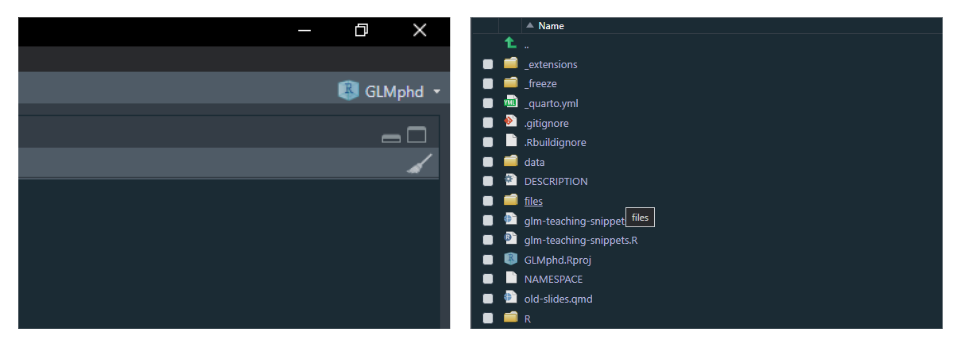 GLMphd
Name
..
_extensions
_freeze
_quarto.yml
.gitignore
.Rbuildignore
data
DESCRIPTION
files
glm-teaching-snippet
files
glm-teaching-snippets.R
GLMphd.Rproj
NAMESPACE
old-slides.qmd
R